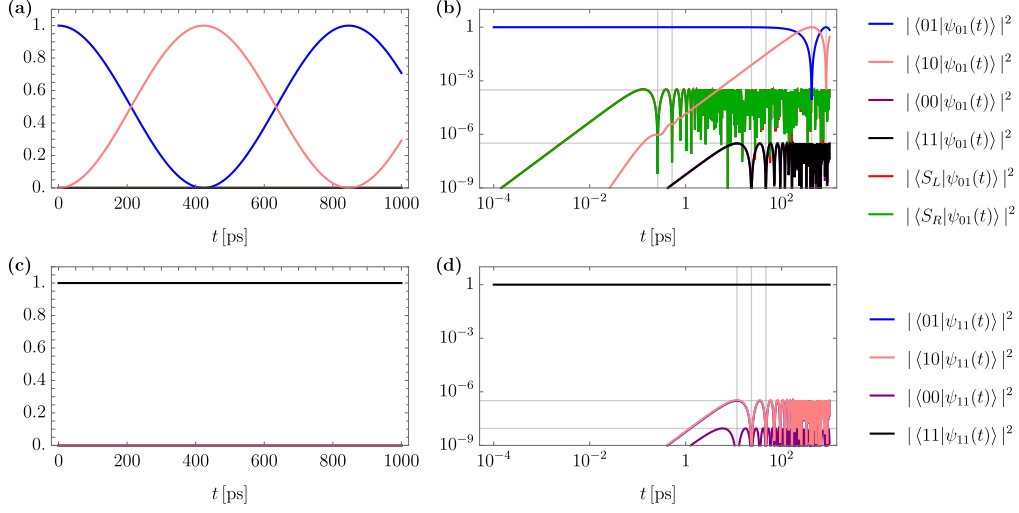 (a)
1.
0.8
0.6
0.4
0.2
0.
0 200 400 600 800 1000
t [ps]
(b)
1
10⁻³
10⁻⁶
10⁻⁹
10⁻⁴ 10⁻² 1 10²
t [ps]
| ⟨01|ψ₀₁(t)⟩ |²
| ⟨10|ψ₀₁(t)⟩ |²
| ⟨00|ψ₀₁(t)⟩ |²
| ⟨11|ψ₀₁(t)⟩ |²
| ⟨S_L|ψ₀₁(t)⟩ |²
| ⟨S_R|ψ₀₁(t)⟩ |²
(c)
1.
0.8
0.6
0.4
0.2
0.
0 200 400 600 800 1000
t [ps]
(d)
1
10⁻³
10⁻⁶
10⁻⁹
10⁻⁴ 10⁻² 1 10²
t [ps]
| ⟨01|ψ₁₁(t)⟩ |²
| ⟨10|ψ₁₁(t)⟩ |²
| ⟨00|ψ₁₁(t)⟩ |²
| ⟨11|ψ₁₁(t)⟩ |²